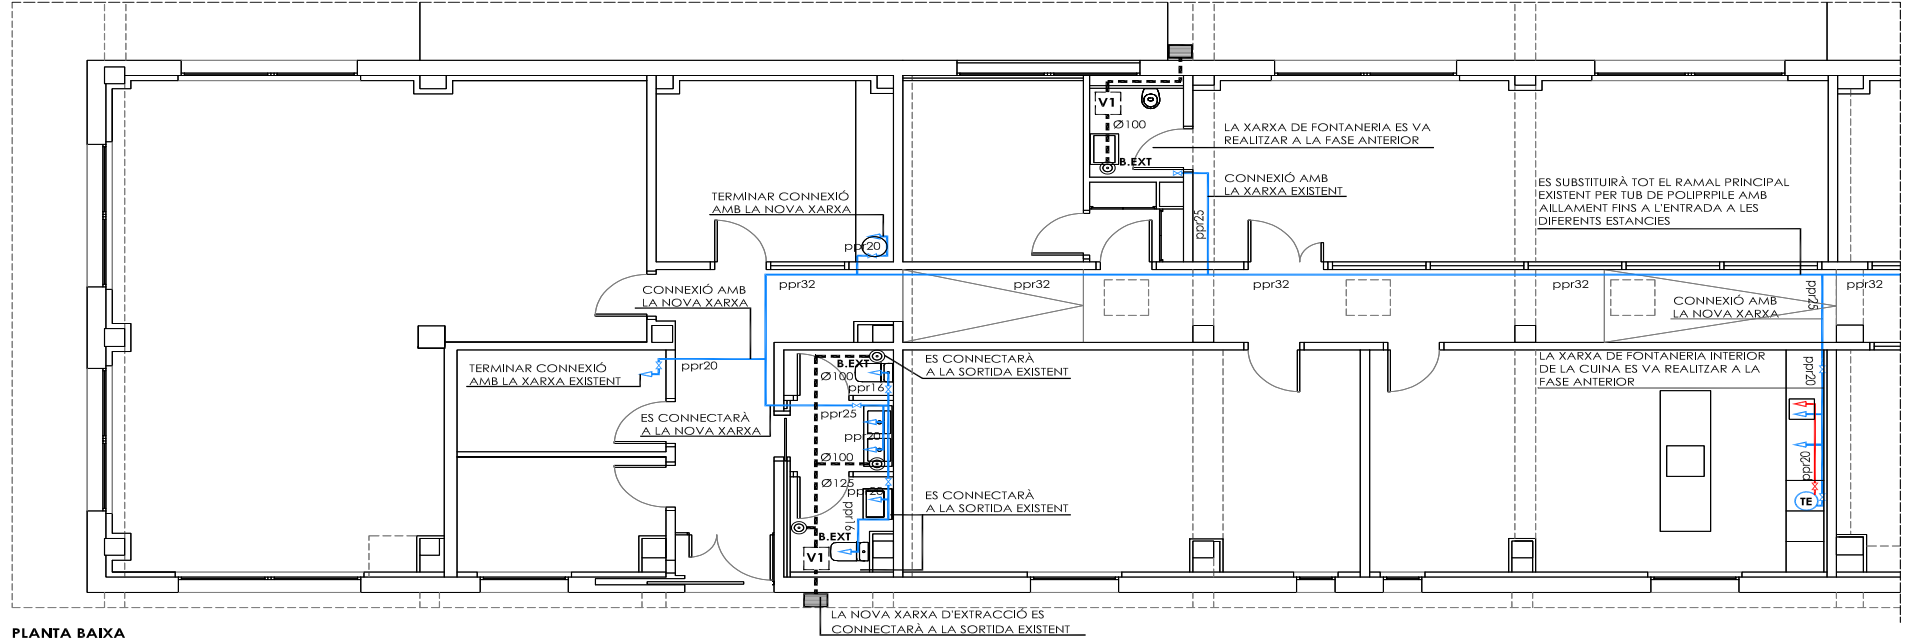 V1
Ø100
B.EXT
LA XARXA DE FONTANERIA ES VA
REALITZAR A LA FASE ANTERIOR
CONNEXIÓ AMB
LA XARXA EXISTENT
ppr25
ES SUBSTITUIRÀ TOT EL RAMAL PRINCIPAL
EXISTENT PER TUB DE POLIPRPILE AMB
AILLAMENT FINS A L'ENTRADA A LES
DIFERENTS ESTANCIES
TERMINAR CONNEXIÓ
AMB LA NOVA XARXA
ppr20
CONNEXIÓ AMB
LA NOVA XARXA
ppr32
ppr32
ppr32
ppr32
ppr32
ppr25
CONNEXIÓ AMB
LA NOVA XARXA
TERMINAR CONNEXIÓ
AMB LA XARXA EXISTENT
ppr20
ES CONNECTARÀ
A LA NOVA XARXA
B.EXT
Ø100
ppr16
ppr25
ppr20
Ø100
Ø125
ppr20
ppr16
B.EXT
V1
ES CONNECTARÀ
A LA SORTIDA EXISTENT
ES CONNECTARÀ
A LA SORTIDA EXISTENT
LA XARXA DE FONTANERIA INTERIOR
DE LA CUINA ES VA REALITZAR A LA
FASE ANTERIOR
ppr20
ppr20
TE
LA NOVA XARXA D'EXTRACCIÓ ES
CONNECTARÀ A LA SORTIDA EXISTENT
PLANTA BAIXA